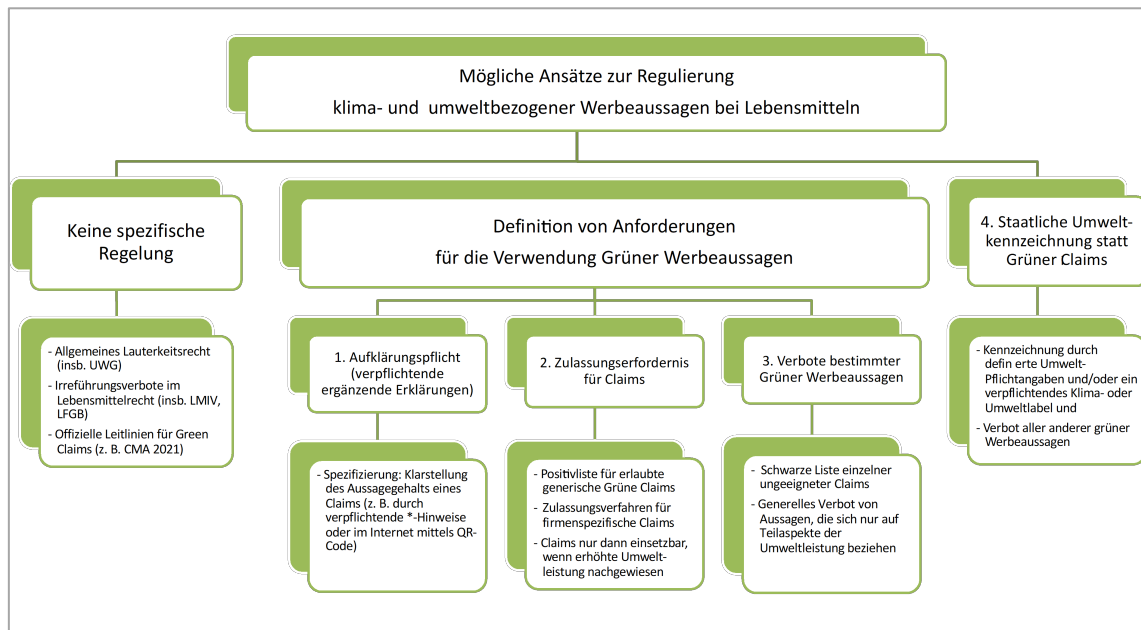 Mögliche Ansätze zur Regulierung
klima- und umweltbezogener Werbeaussagen bei Lebensmitteln
Keine spezifische
Regelung
- Allgemeines Lauterkeitsrecht
(insb. UWG)
- Irreführungsverbote im
Lebensmittelrecht (insb. LMIV,
LFGB)
- Offizielle Leitlinien für Green
Claims (z. B. CMA 2021)
Definition von Anforderungen
für die Verwendung Grüner Werbeaussagen
1. Aufklärungspflicht
(verpflichtende
ergänzende Erklärungen)
- Spezifizierung: Klarstellung
des Aussagegehalts eines
Claims (z. B. durch
verpflichtende *-Hinweise
oder im Internet mittels QR-
Code)
2. Zulassungserfordernis
für Claims
- Positivliste für erlaubte
generische Grüne Claims
- Zulassungsverfahren für
firmenspezifische Claims
- Claims nur dann einsetzbar,
wenn erhöhte Umwelt-
leistung nachgewiesen
3. Verbote bestimmter
Grüner Werbeaussagen
- Schwarze Liste einzelner
ungeeigneter Claims
- Generelles Verbot von
Aussagen, die sich nur auf
Teilaspekte der
Umweltleistung beziehen
4. Staatliche Umwelt-
kennzeichnung statt
Grüner Claims
- Kennzeichnung durch
defin erte Umwelt-
Pflichtangaben und/oder ein
verpflichtendes Klima- oder
Umweltlabel und
- Verbot aller anderer grüner
Werbeaussagen